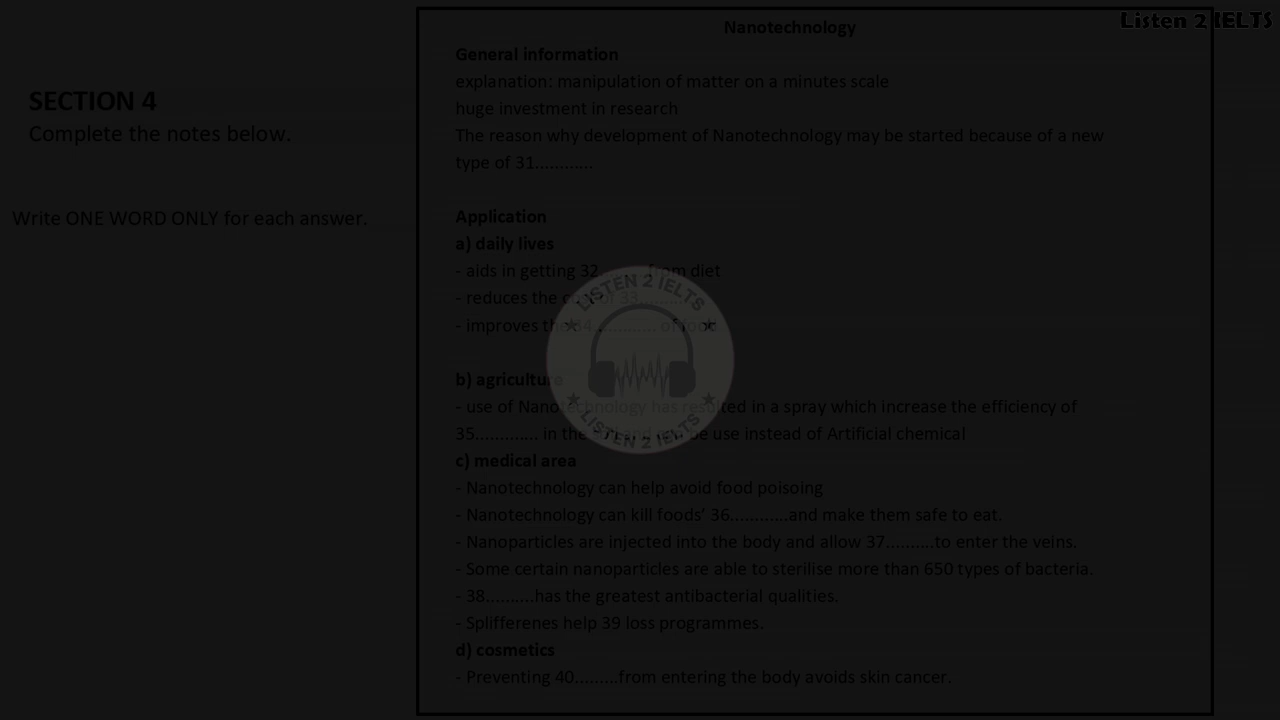 Listen 2 IELTS
SECTION 4
Complete the notes below.
Write ONE WORD ONLY for each answer.
Nanotechnology
General information
explanation: manipulation of matter on a minutes scale
huge investment in research
The reason why development of Nanotechnology may be started because of a new
type of 31............
Application
a) daily lives
- aids in getting 32......... from diet
- reduces the cost of 33..........
- improves the 34............ of food
b) agriculture
- use of Nanotechnology has resulted in a spray which increase the efficiency of
35............ in the and be use instead of Artificial chemical
c) medical area
- Nanotechnology can help avoid food poisoing
- Nanotechnology can kill foods' 36............and make them safe to eat.
- Nanoparticles are injected into the body and allow 37..........to enter the veins.
- Some certain nanoparticles are able to sterilise more than 650 types of bacteria.
- 38..........has the greatest antibacterial qualities.
- Splifferenes help 39 loss programmes.
d) cosmetics
- Preventing 40.........from entering the body avoids skin cancer.
LISTEN 2 IELTS
LISTEN 2 IELTS